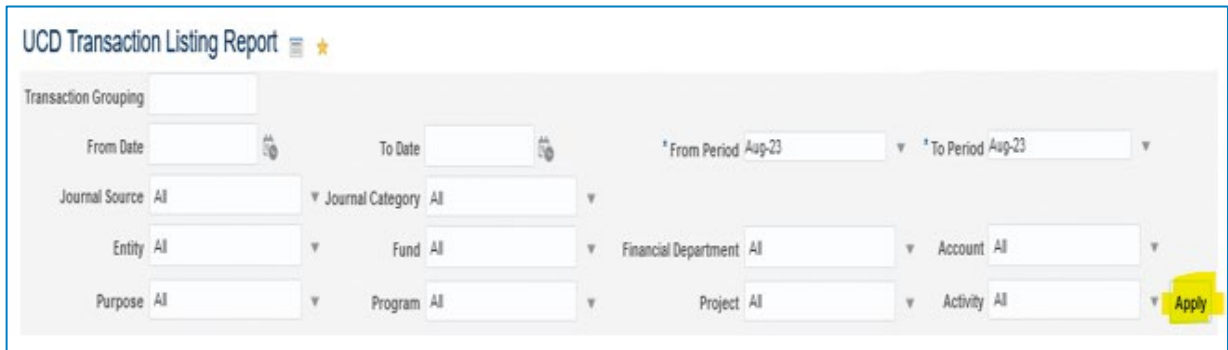 UCD Transaction Listing Report
Transaction Grouping
From Date To Date *From Period Aug-23 *To Period Aug-23
Journal Source All Journal Category All
Entity All Fund All Financial Department All Account All
Purpose All Program All Project All Activity All Apply